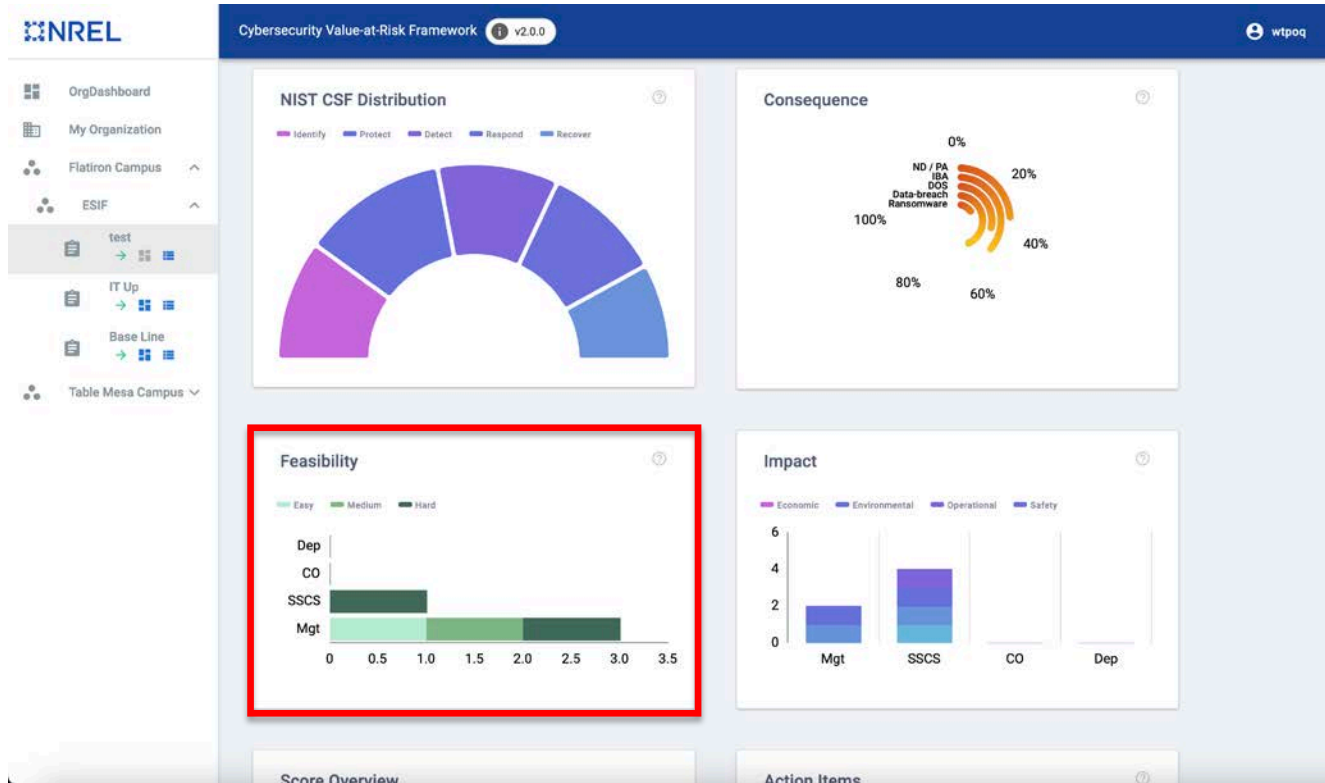 NREL
Cybersecurity Value-at-Risk Framework v2.0.0
wtpoq
OrgDashboard
My Organization
Flatiron Campus
ESIF
test
IT Up
Base Line
Table Mesa Campus
NIST CSF Distribution
Identify Protect Detect Respond Recover
Consequence
0%
20%
40%
60%
80%
100%
ND / PA
IBA
DOS
Data-breach
Ransomware
Feasibility
Easy Medium Hard
Dep
CO
SSCS
Mgt
0 0.5 1.0 1.5 2.0 2.5 3.0 3.5
Impact
Economic Environmental Operational Safety
6
4
2
0
Mgt SSCS CO Dep
Score Overview
Action Items